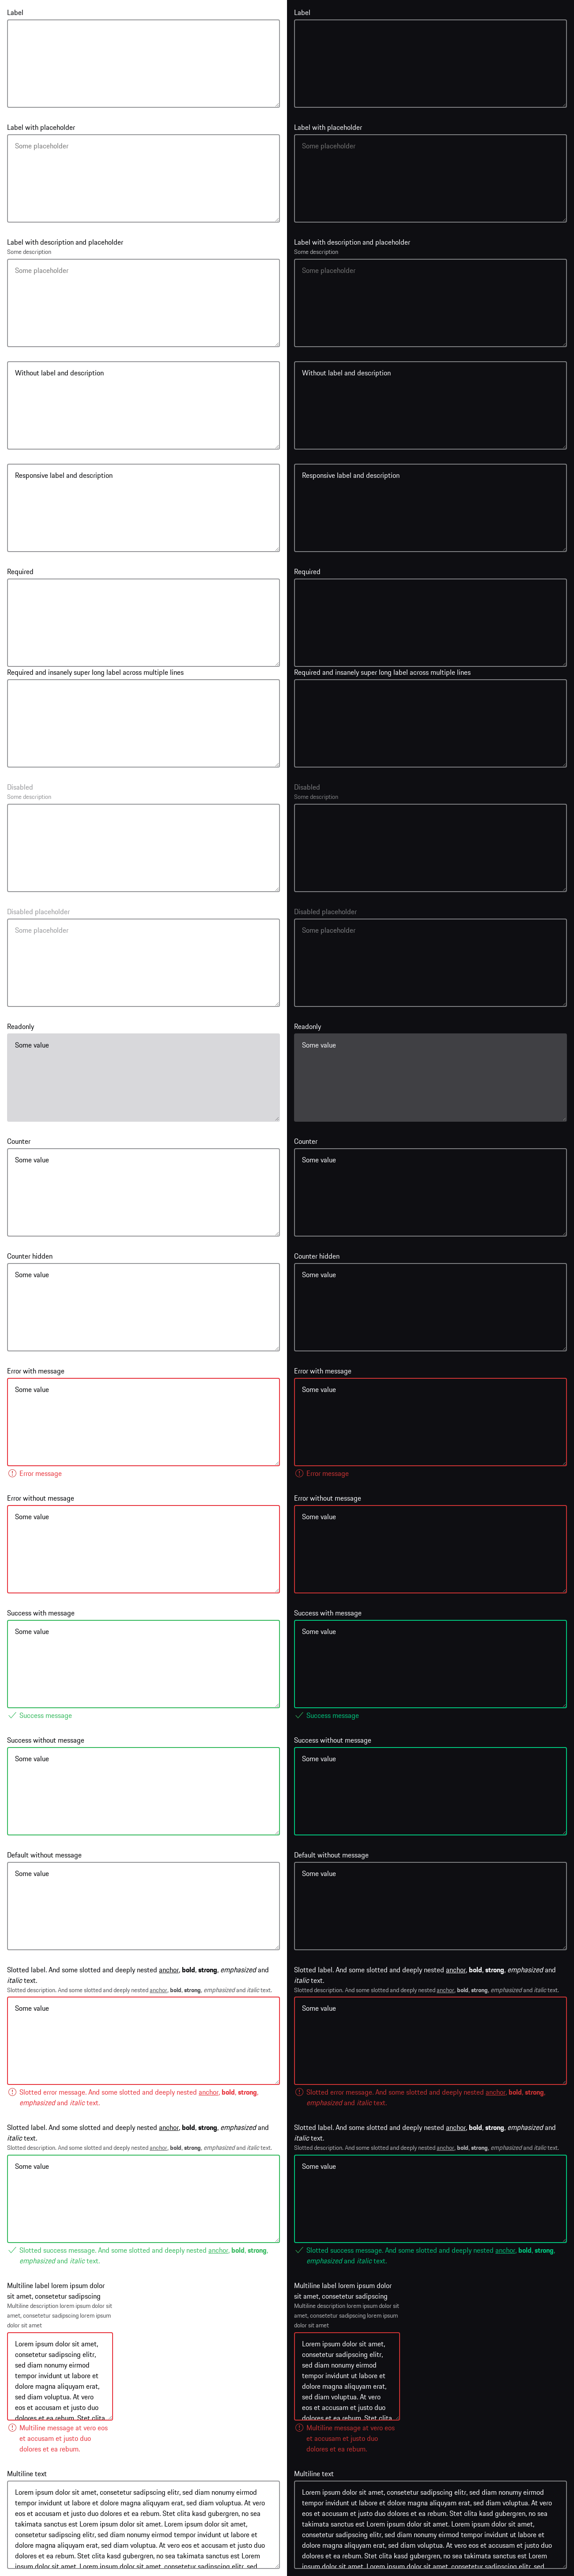 Label
Label with placeholder
Some placeholder
Label with description and placeholder
Some description
Some placeholder
Without label and description
Responsive label and description
Required
Required and insanely super long label across multiple lines
Disabled
Some description
Disabled placeholder
Some placeholder
Readonly
Some value
Counter
Some value
Counter hidden
Some value
Error with message
Some value
Error message
Error without message
Some value
Success with message
Some value
Success message
Success without message
Some value
Default without message
Some value
Slotted label. And some slotted and deeply nested anchor, bold, strong, emphasized and
italic text.
Slotted description. And some slotted and deeply nested anchor, bold, strong, emphasized and italic text.
Some value
Slotted error message. And some slotted and deeply nested anchor, bold, strong,
emphasized and italic text.
Slotted label. And some slotted and deeply nested anchor, bold, strong, emphasized and
italic text.
Slotted description. And some slotted and deeply nested anchor, bold, strong, emphasized and italic text.
Some value
Slotted success message. And some slotted and deeply nested anchor, bold, strong,
emphasized and italic text.
Multiline label lorem ipsum dolor
sit amet, consetetur sadipscing
Multiline description lorem ipsum dolor sit
amet, consetetur sadipscing lorem ipsum
dolor sit amet
Lorem ipsum dolor sit amet,
consetetur sadipscing elitr,
sed diam nonumy eirmod
tempor invidunt ut labore et
dolore magna aliquyam erat,
sed diam voluptua. At vero
eos et accusam et justo duo
dolores et ea rebum. Stet clita
Multiline message at vero eos
et accusam et justo duo
dolores et ea rebum.
Multiline text
Lorem ipsum dolor sit amet, consetetur sadipscing elitr, sed diam nonumy eirmod
tempor invidunt ut labore et dolore magna aliquyam erat, sed diam voluptua. At vero
eos et accusam et justo duo dolores et ea rebum. Stet clita kasd gubergren, no sea
takimata sanctus est Lorem ipsum dolor sit amet. Lorem ipsum dolor sit amet,
consetetur sadipscing elitr, sed diam nonumy eirmod tempor invidunt ut labore et
dolore magna aliquyam erat, sed diam voluptua. At vero eos et accusam et justo duo
dolores et ea rebum. Stet clita kasd gubergren, no sea takimata sanctus est Lorem
ipsum dolor sit amet. Lorem ipsum dolor sit amet, consetetur sadipscing elitr, sed
Label
Label with placeholder
Some placeholder
Label with description and placeholder
Some description
Some placeholder
Without label and description
Responsive label and description
Required
Required and insanely super long label across multiple lines
Disabled
Some description
Disabled placeholder
Some placeholder
Readonly
Some value
Counter
Some value
Counter hidden
Some value
Error with message
Some value
Error message
Error without message
Some value
Success with message
Some value
Success message
Success without message
Some value
Default without message
Some value
Slotted label. And some slotted and deeply nested anchor, bold, strong, emphasized and
italic text.
Slotted description. And some slotted and deeply nested anchor, bold, strong, emphasized and italic text.
Some value
Slotted error message. And some slotted and deeply nested anchor, bold, strong,
emphasized and italic text.
Slotted label. And some slotted and deeply nested anchor, bold, strong, emphasized and
italic text.
Slotted description. And some slotted and deeply nested anchor, bold, strong, emphasized and italic text.
Some value
Slotted success message. And some slotted and deeply nested anchor, bold, strong,
emphasized and italic text.
Multiline label lorem ipsum dolor
sit amet, consetetur sadipscing
Multiline description lorem ipsum dolor sit
amet, consetetur sadipscing lorem ipsum
dolor sit amet
Lorem ipsum dolor sit amet,
consetetur sadipscing elitr,
sed diam nonumy eirmod
tempor invidunt ut labore et
dolore magna aliquyam erat,
sed diam voluptua. At vero
eos et accusam et justo duo
dolores et ea rebum. Stet clita
Multiline message at vero eos
et accusam et justo duo
dolores et ea rebum.
Multiline text
Lorem ipsum dolor sit amet, consetetur sadipscing elitr, sed diam nonumy eirmod
tempor invidunt ut labore et dolore magna aliquyam erat, sed diam voluptua. At vero
eos et accusam et justo duo dolores et ea rebum. Stet clita kasd gubergren, no sea
takimata sanctus est Lorem ipsum dolor sit amet. Lorem ipsum dolor sit amet,
consetetur sadipscing elitr, sed diam nonumy eirmod tempor invidunt ut labore et
dolore magna aliquyam erat, sed diam voluptua. At vero eos et accusam et justo duo
dolores et ea rebum. Stet clita kasd gubergren, no sea takimata sanctus est Lorem
ipsum dolor sit amet. Lorem ipsum dolor sit amet, consetetur sadipscing elitr, sed